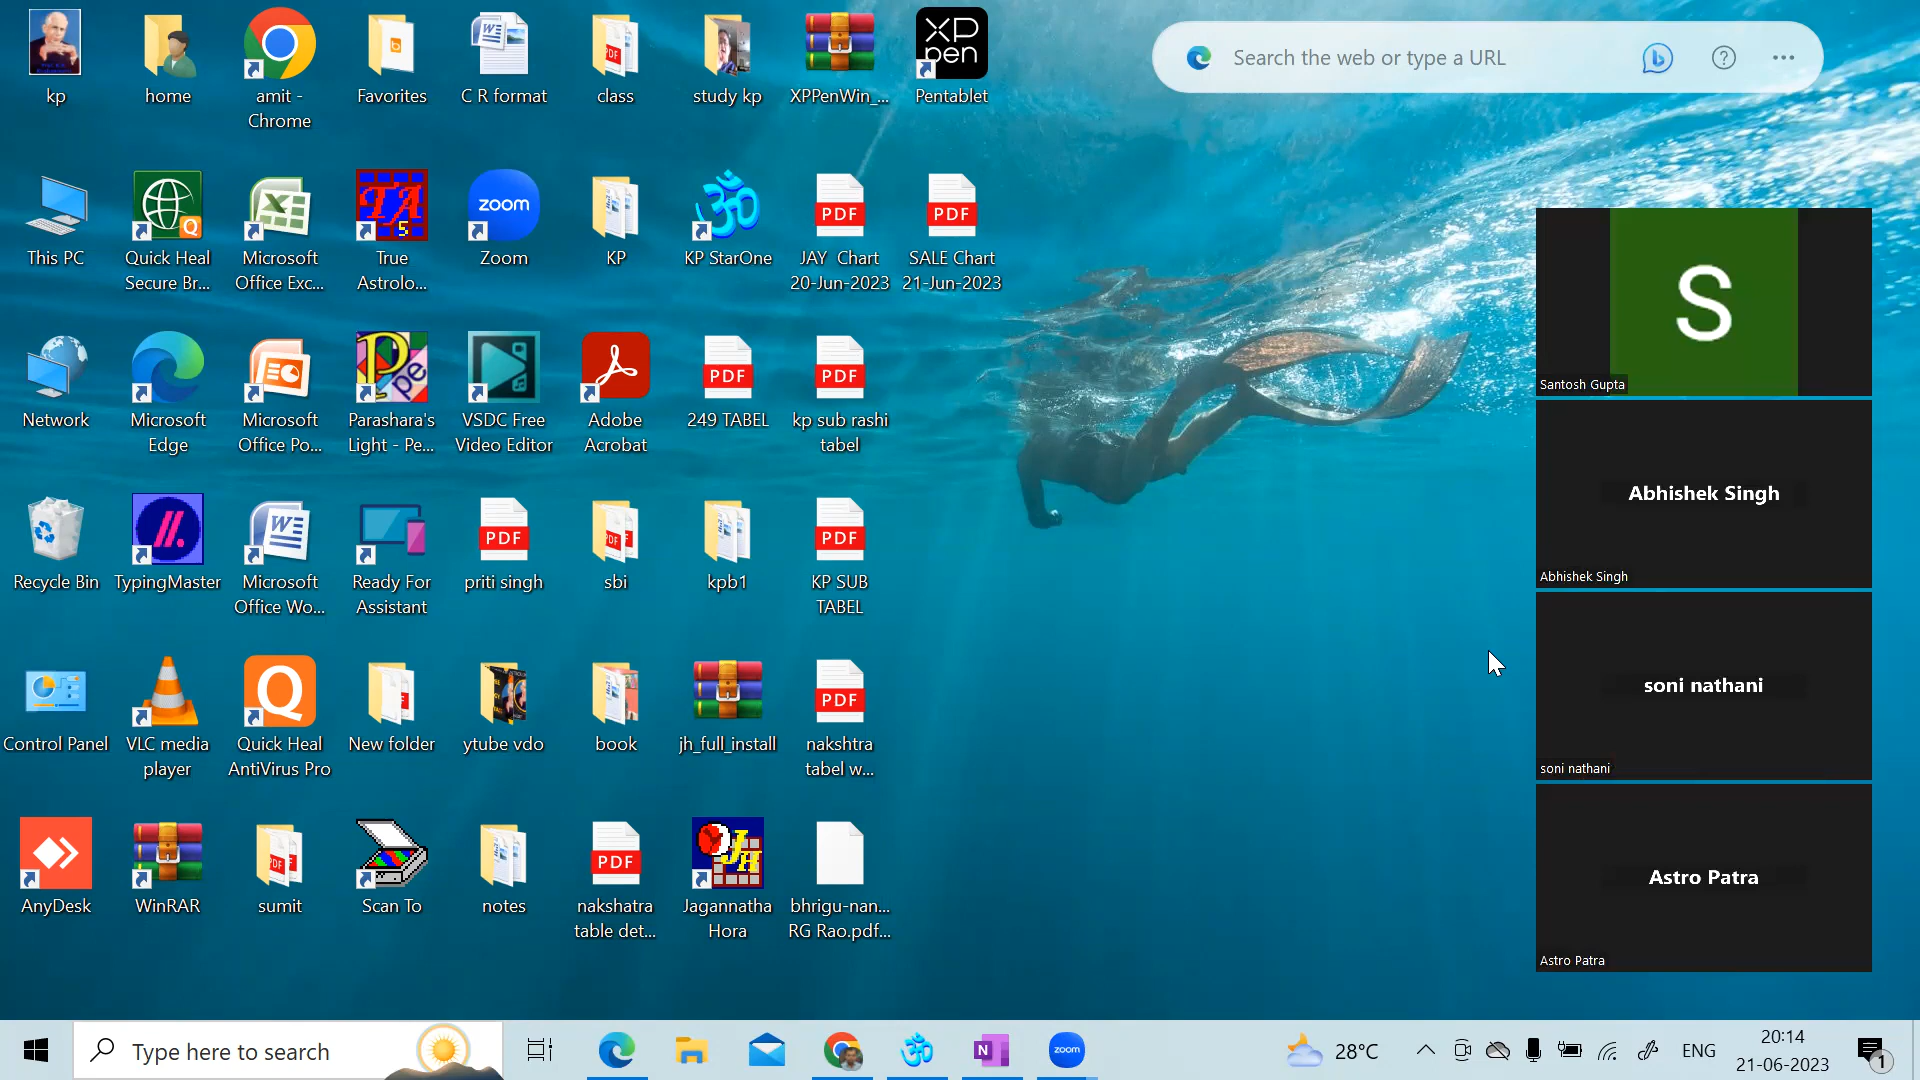 kp
home
amit -
Chrome
Favorites
C R format
class
study kp
XPPenWin_...
XP
pen
Pentablet
Search the web or type a URL
This PC
Quick Heal
Secure Br...
Microsoft
Office Exc...
TA
5
True
Astrolo...
zoom
Zoom
KP
KP StarOne
PDF
JAY Chart
20-Jun-2023
PDF
SALE Chart
21-Jun-2023
S
Santosh Gupta
Network
Microsoft
Edge
Microsoft
Office Po...
Parashara's
Light - Pe...
VSDC Free
Video Editor
Adobe
Acrobat
PDF
249 TABEL
PDF
kp sub rashi
tabel
Abhishek Singh
Abhishek Singh
Recycle Bin
TypingMaster
Microsoft
Office Wo...
Ready For
Assistant
PDF
priti singh
PDF
sbi
kpb1
PDF
KP SUB
TABEL
soni nathani
soni nathani
Control Panel
VLC media
player
Quick Heal
AntiVirus Pro
New folder
ytube vdo
book
jh_full_install
PDF
nakshtra
tabel w...
AnyDesk
WinRAR
PDF
sumit
Scan To
notes
PDF
nakshatra
table det...
JH
Jagannatha
Hora
bhrigu-nan...
RG Rao.pdf...
Astro Patra
Astro Patra
Type here to search
N
zoom
28°C
ENG
20:14
21-06-2023
1